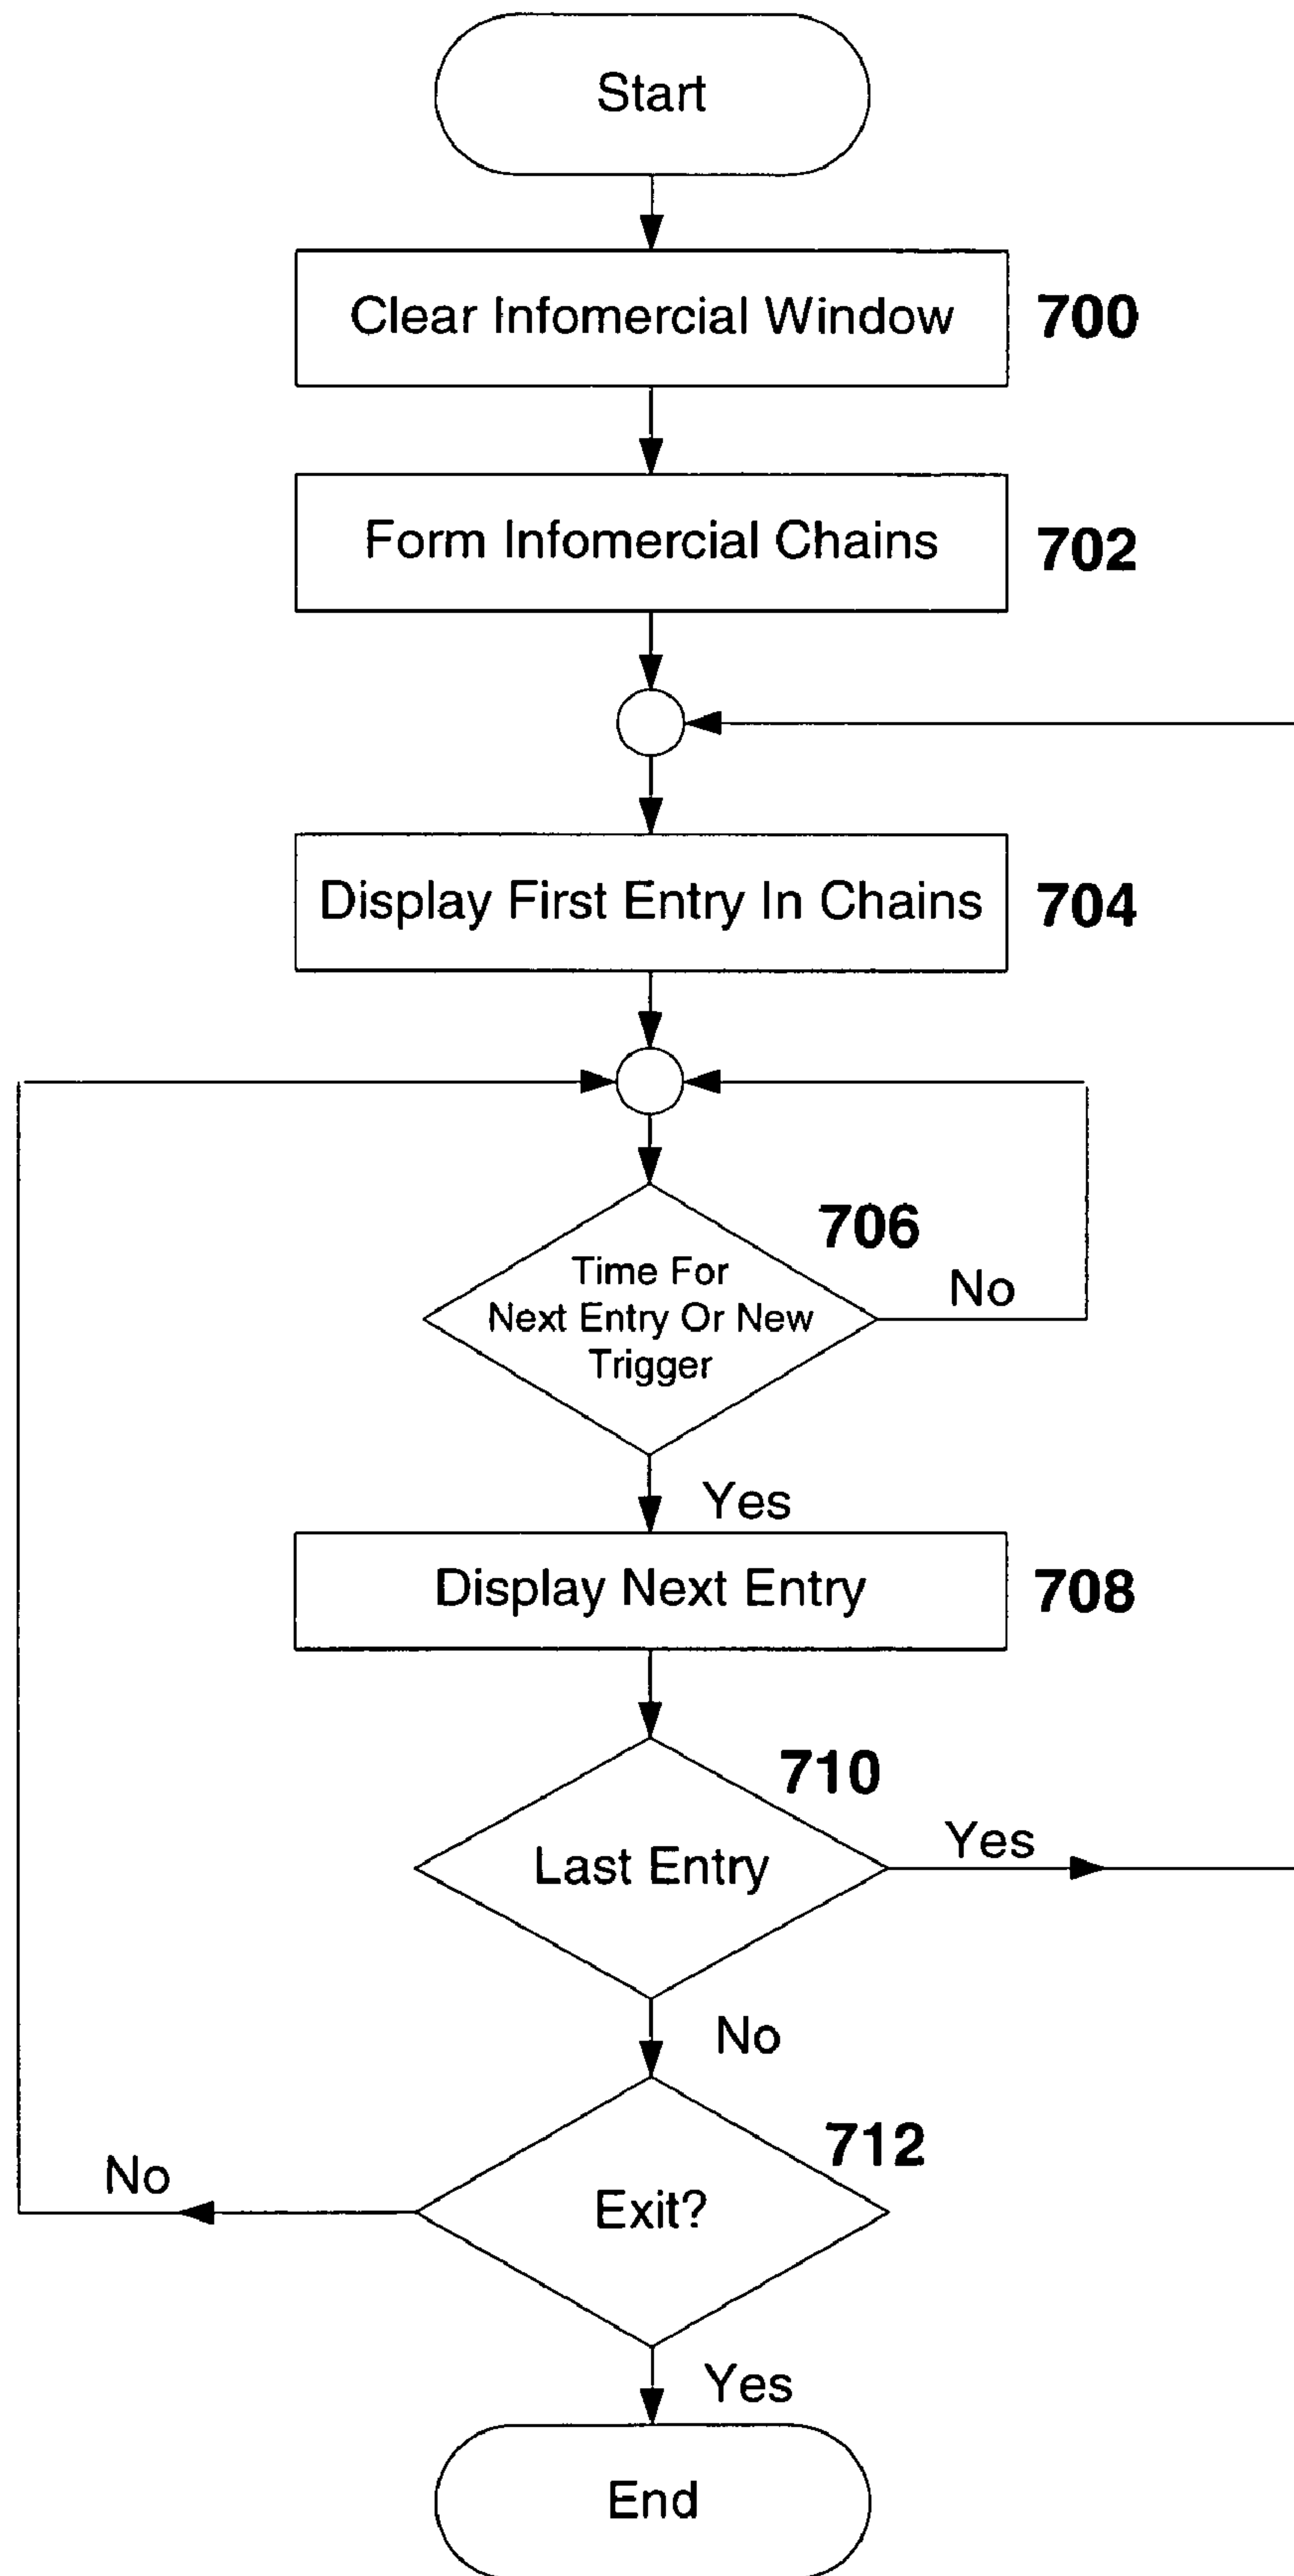 Start
Clear Infomercial Window
700
Form Infomercial Chains
702
Display First Entry In Chains
704
706
Time For
Next Entry Or New
Trigger
No
Yes
Display Next Entry
708
710
Last Entry
Yes
No
712
Exit?
No
Yes
End